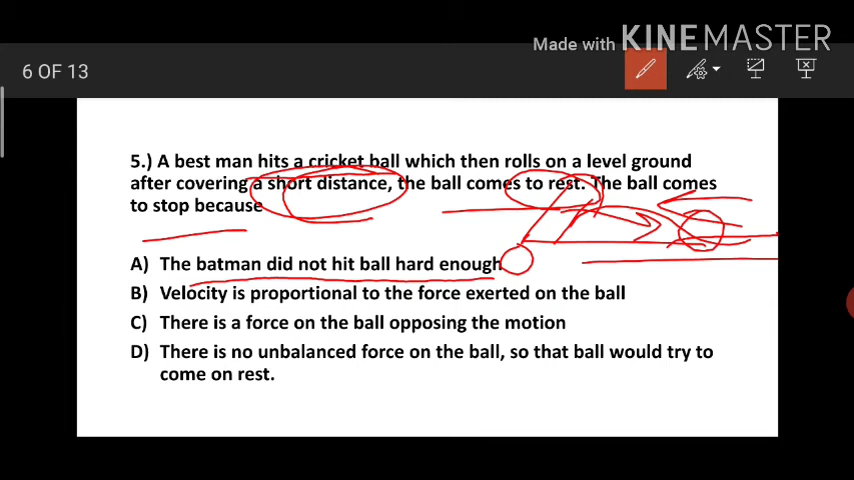 Made with KINEMASTER
6 OF 13
5.) A best man hits a cricket ball which then rolls on a level ground
after covering a short distance, the ball comes to rest. The ball comes
to stop because
A) The batman did not hit ball hard enough
B) Velocity is proportional to the force exerted on the ball
C) There is a force on the ball opposing the motion
D) There is no unbalanced force on the ball, so that ball would try to
come on rest.